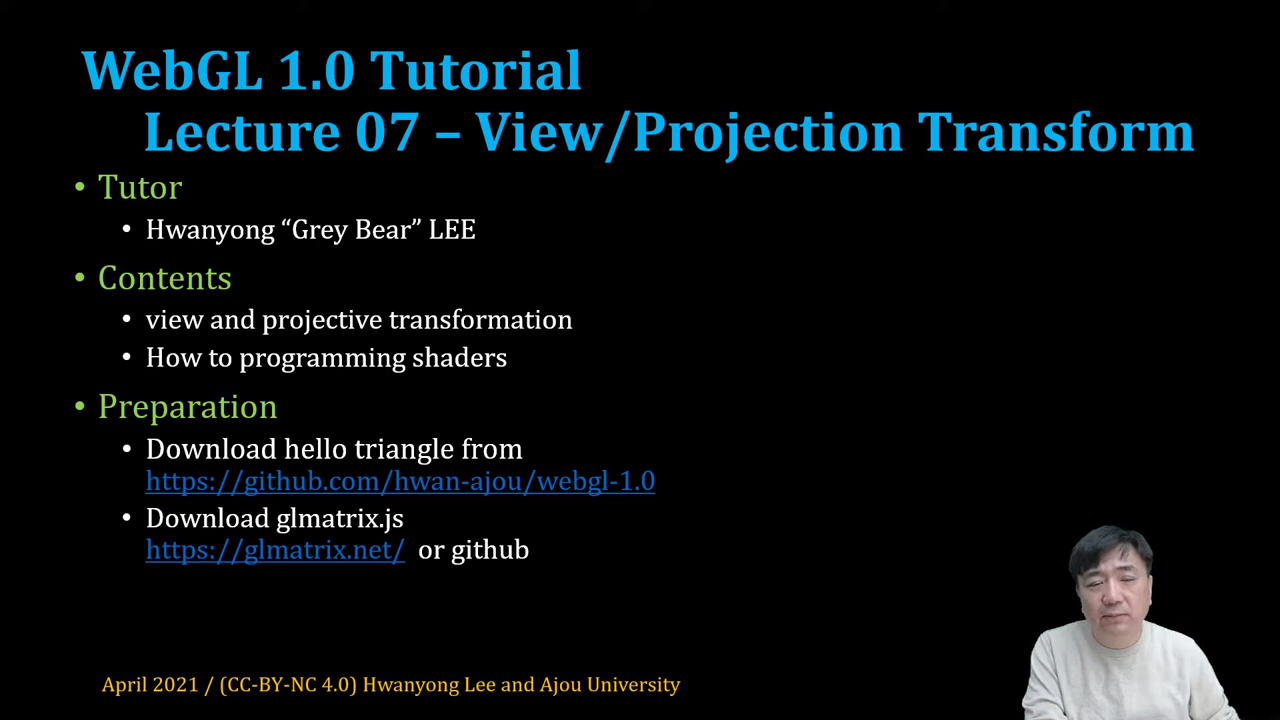 WebGL 1.0 Tutorial
Lecture 07 – View/Projection Transform
• Tutor
• Hwanyong “Grey Bear” LEE
• Contents
• view and projective transformation
• How to programming shaders
• Preparation
• Download hello triangle from
https://github.com/hwan-ajou/webgl-1.0
• Download glmatrix.js
https://glmatrix.net/ or github
April 2021 / (CC-BY-NC 4.0) Hwanyong Lee and Ajou University